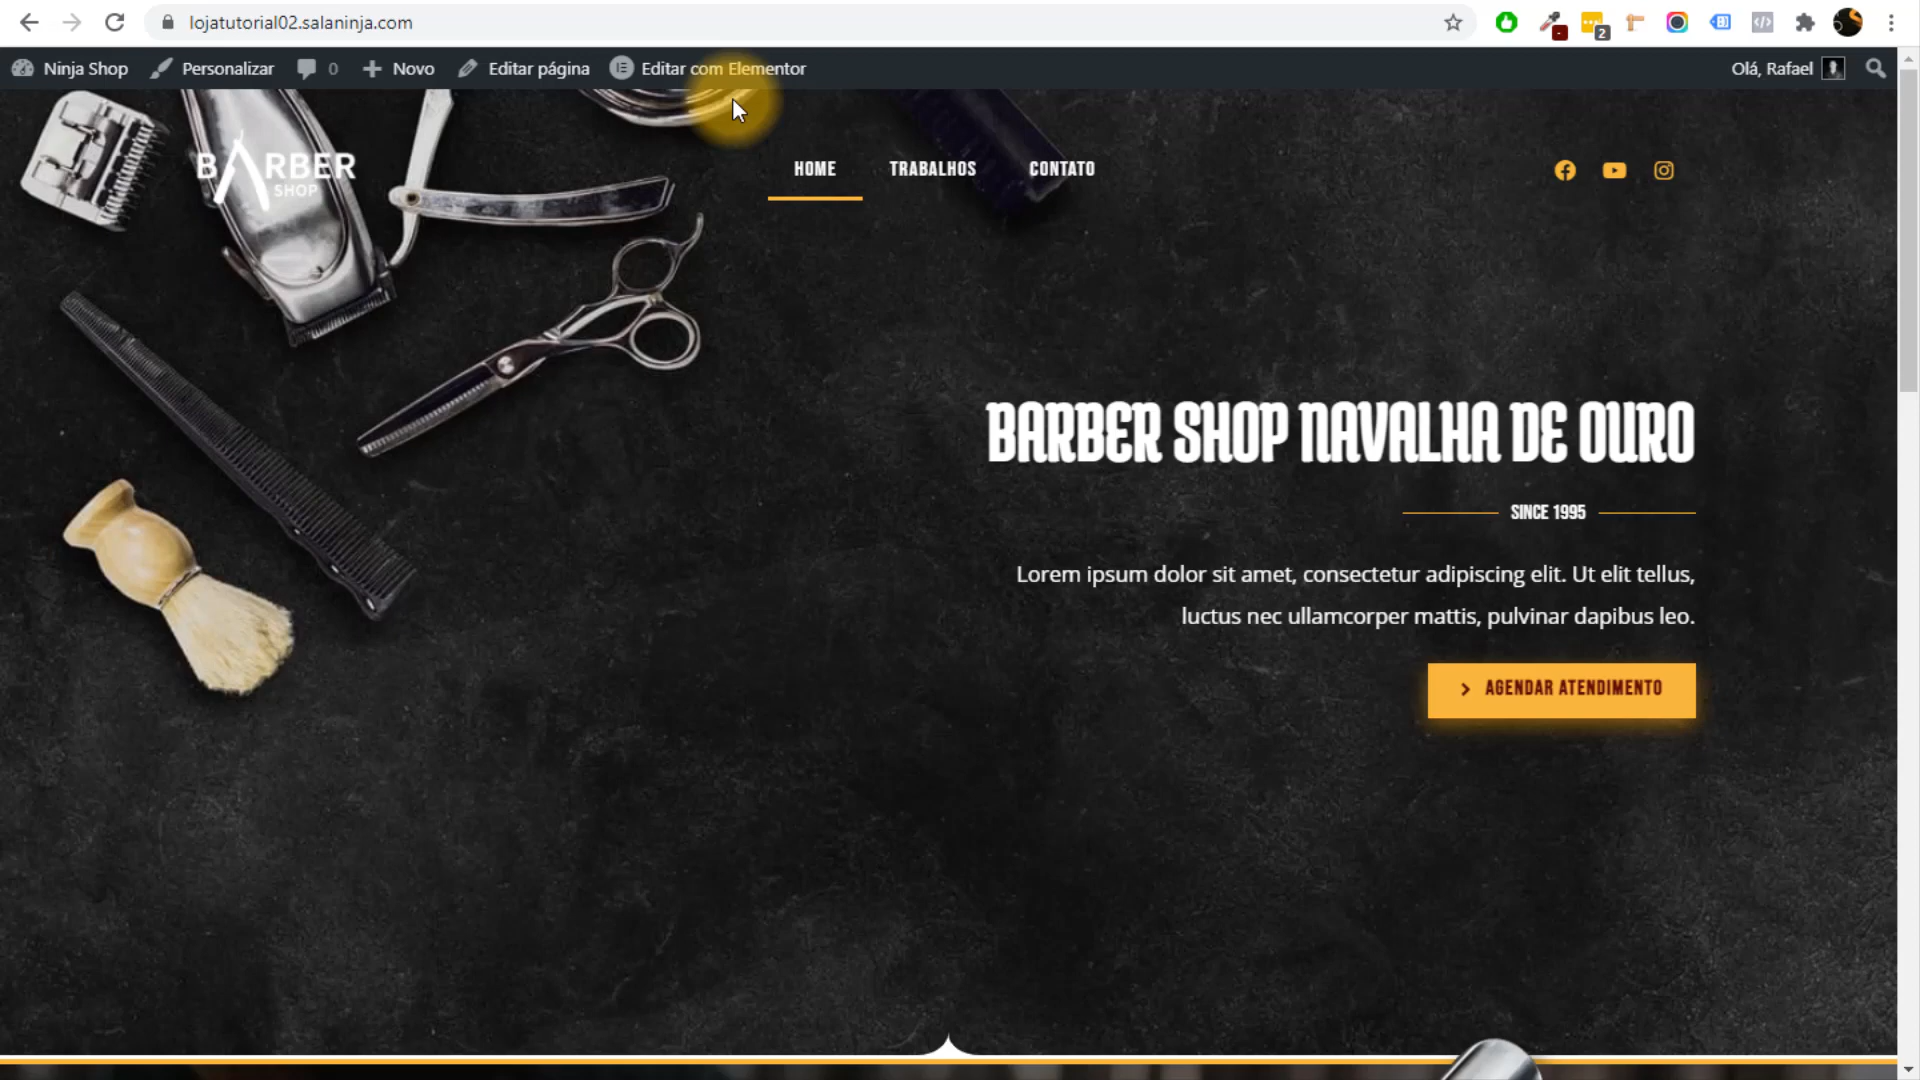 lojatutorial02.salaninja.com
2
Ninja Shop
Personalizar
0
Novo
Editar página
Editar com Elementor
Olá, Rafael
BARBER
SHOP
HOME
TRABALHOS
CONTATO
BARBER SHOP NAVALHA DE OURO
SINCE 1995
Lorem ipsum dolor sit amet, consectetur adipiscing elit. Ut elit tellus,
luctus nec ullamcorper mattis, pulvinar dapibus leo.
AGENDAR ATENDIMENTO